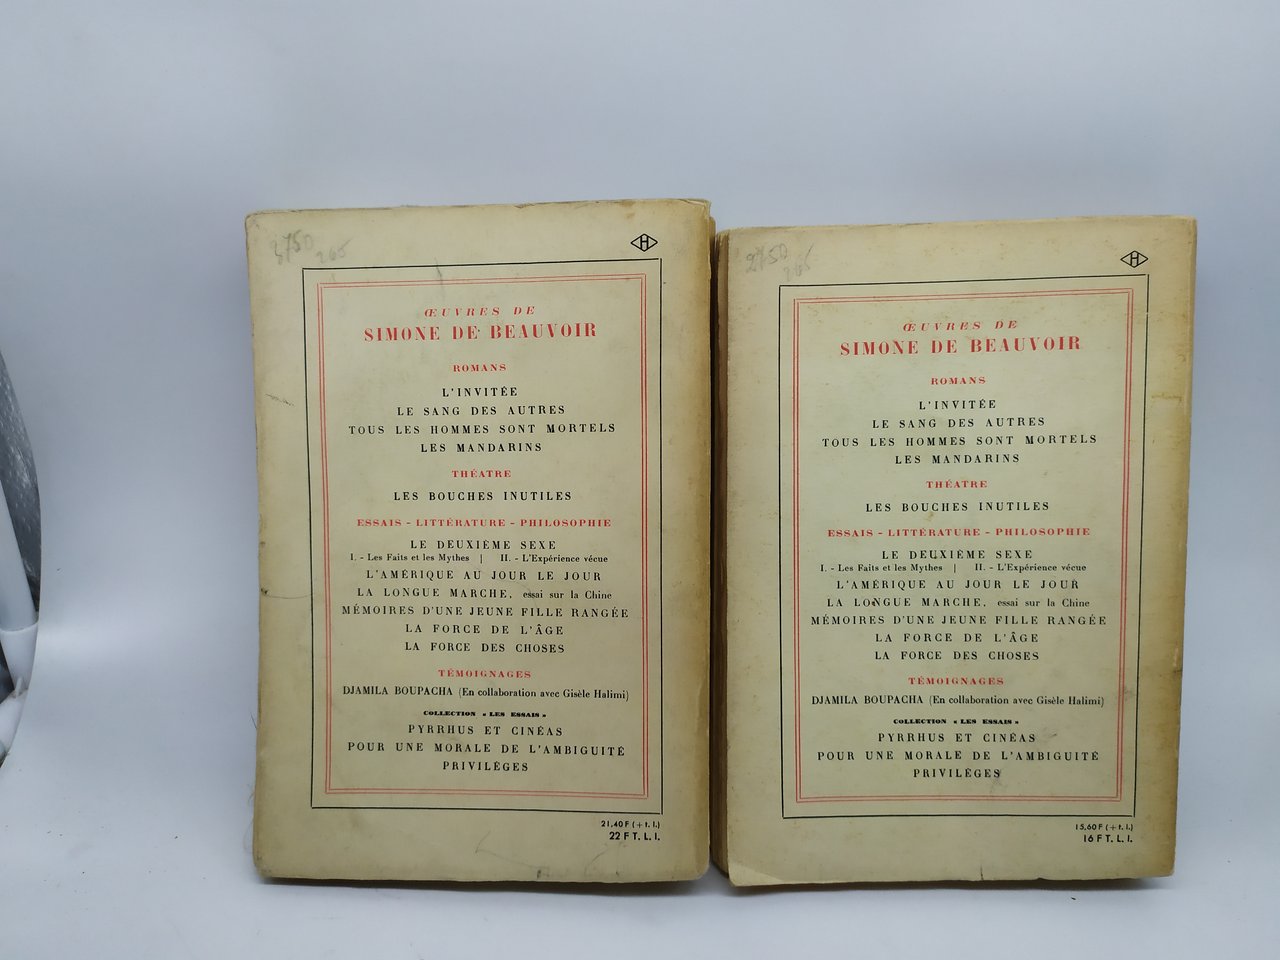 3750
265
H
ŒUVRES DE
SIMONE DE BEAUVOIR
ROMANS
L'INVITÉE
LE SANG DES AUTRES
TOUS LES HOMMES SONT MORTELS
LES MANDARINS
THÉATRE
LES BOUCHES INUTILES
ESSAIS - LITTÉRATURE - PHILOSOPHIE
LE DEUXIÈME SEXE
I. - Les Faits et les Mythes | II. - L'Expérience vécue
L'AMÉRIQUE AU JOUR LE JOUR
LA LONGUE MARCHE, essai sur la Chine
MÉMOIRES D'UNE JEUNE FILLE RANGÉE
LA FORCE DE L'ÂGE
LA FORCE DES CHOSES
TÉMOIGNAGES
DJAMILA BOUPACHA (En collaboration avec Gisèle Halimi)
COLLECTION « LES ESSAIS »
PYRRHUS ET CINÉAS
POUR UNE MORALE DE L'AMBIGUITÉ
PRIVILÈGES
21,40 F (+ t. l.)
22 F T. L. I.
2750
H
ŒUVRES DE
SIMONE DE BEAUVOIR
ROMANS
L'INVITÉE
LE SANG DES AUTRES
TOUS LES HOMMES SONT MORTELS
LES MANDARINS
THÉATRE
LES BOUCHES INUTILES
ESSAIS - LITTÉRATURE - PHILOSOPHIE
LE DEUXIÈME SEXE
I. - Les Faits et les Mythes | II. - L'Expérience vécue
L'AMÉRIQUE AU JOUR LE JOUR
LA LONGUE MARCHE, essai sur la Chine
MÉMOIRES D'UNE JEUNE FILLE RANGÉE
LA FORCE DE L'ÂGE
LA FORCE DES CHOSES
TÉMOIGNAGES
DJAMILA BOUPACHA (En collaboration avec Gisèle Halimi)
COLLECTION « LES ESSAIS »
PYRRHUS ET CINÉAS
POUR UNE MORALE DE L'AMBIGUITÉ
PRIVILÈGES
15,60 F (+ t. l.)
16 F T. L. I.